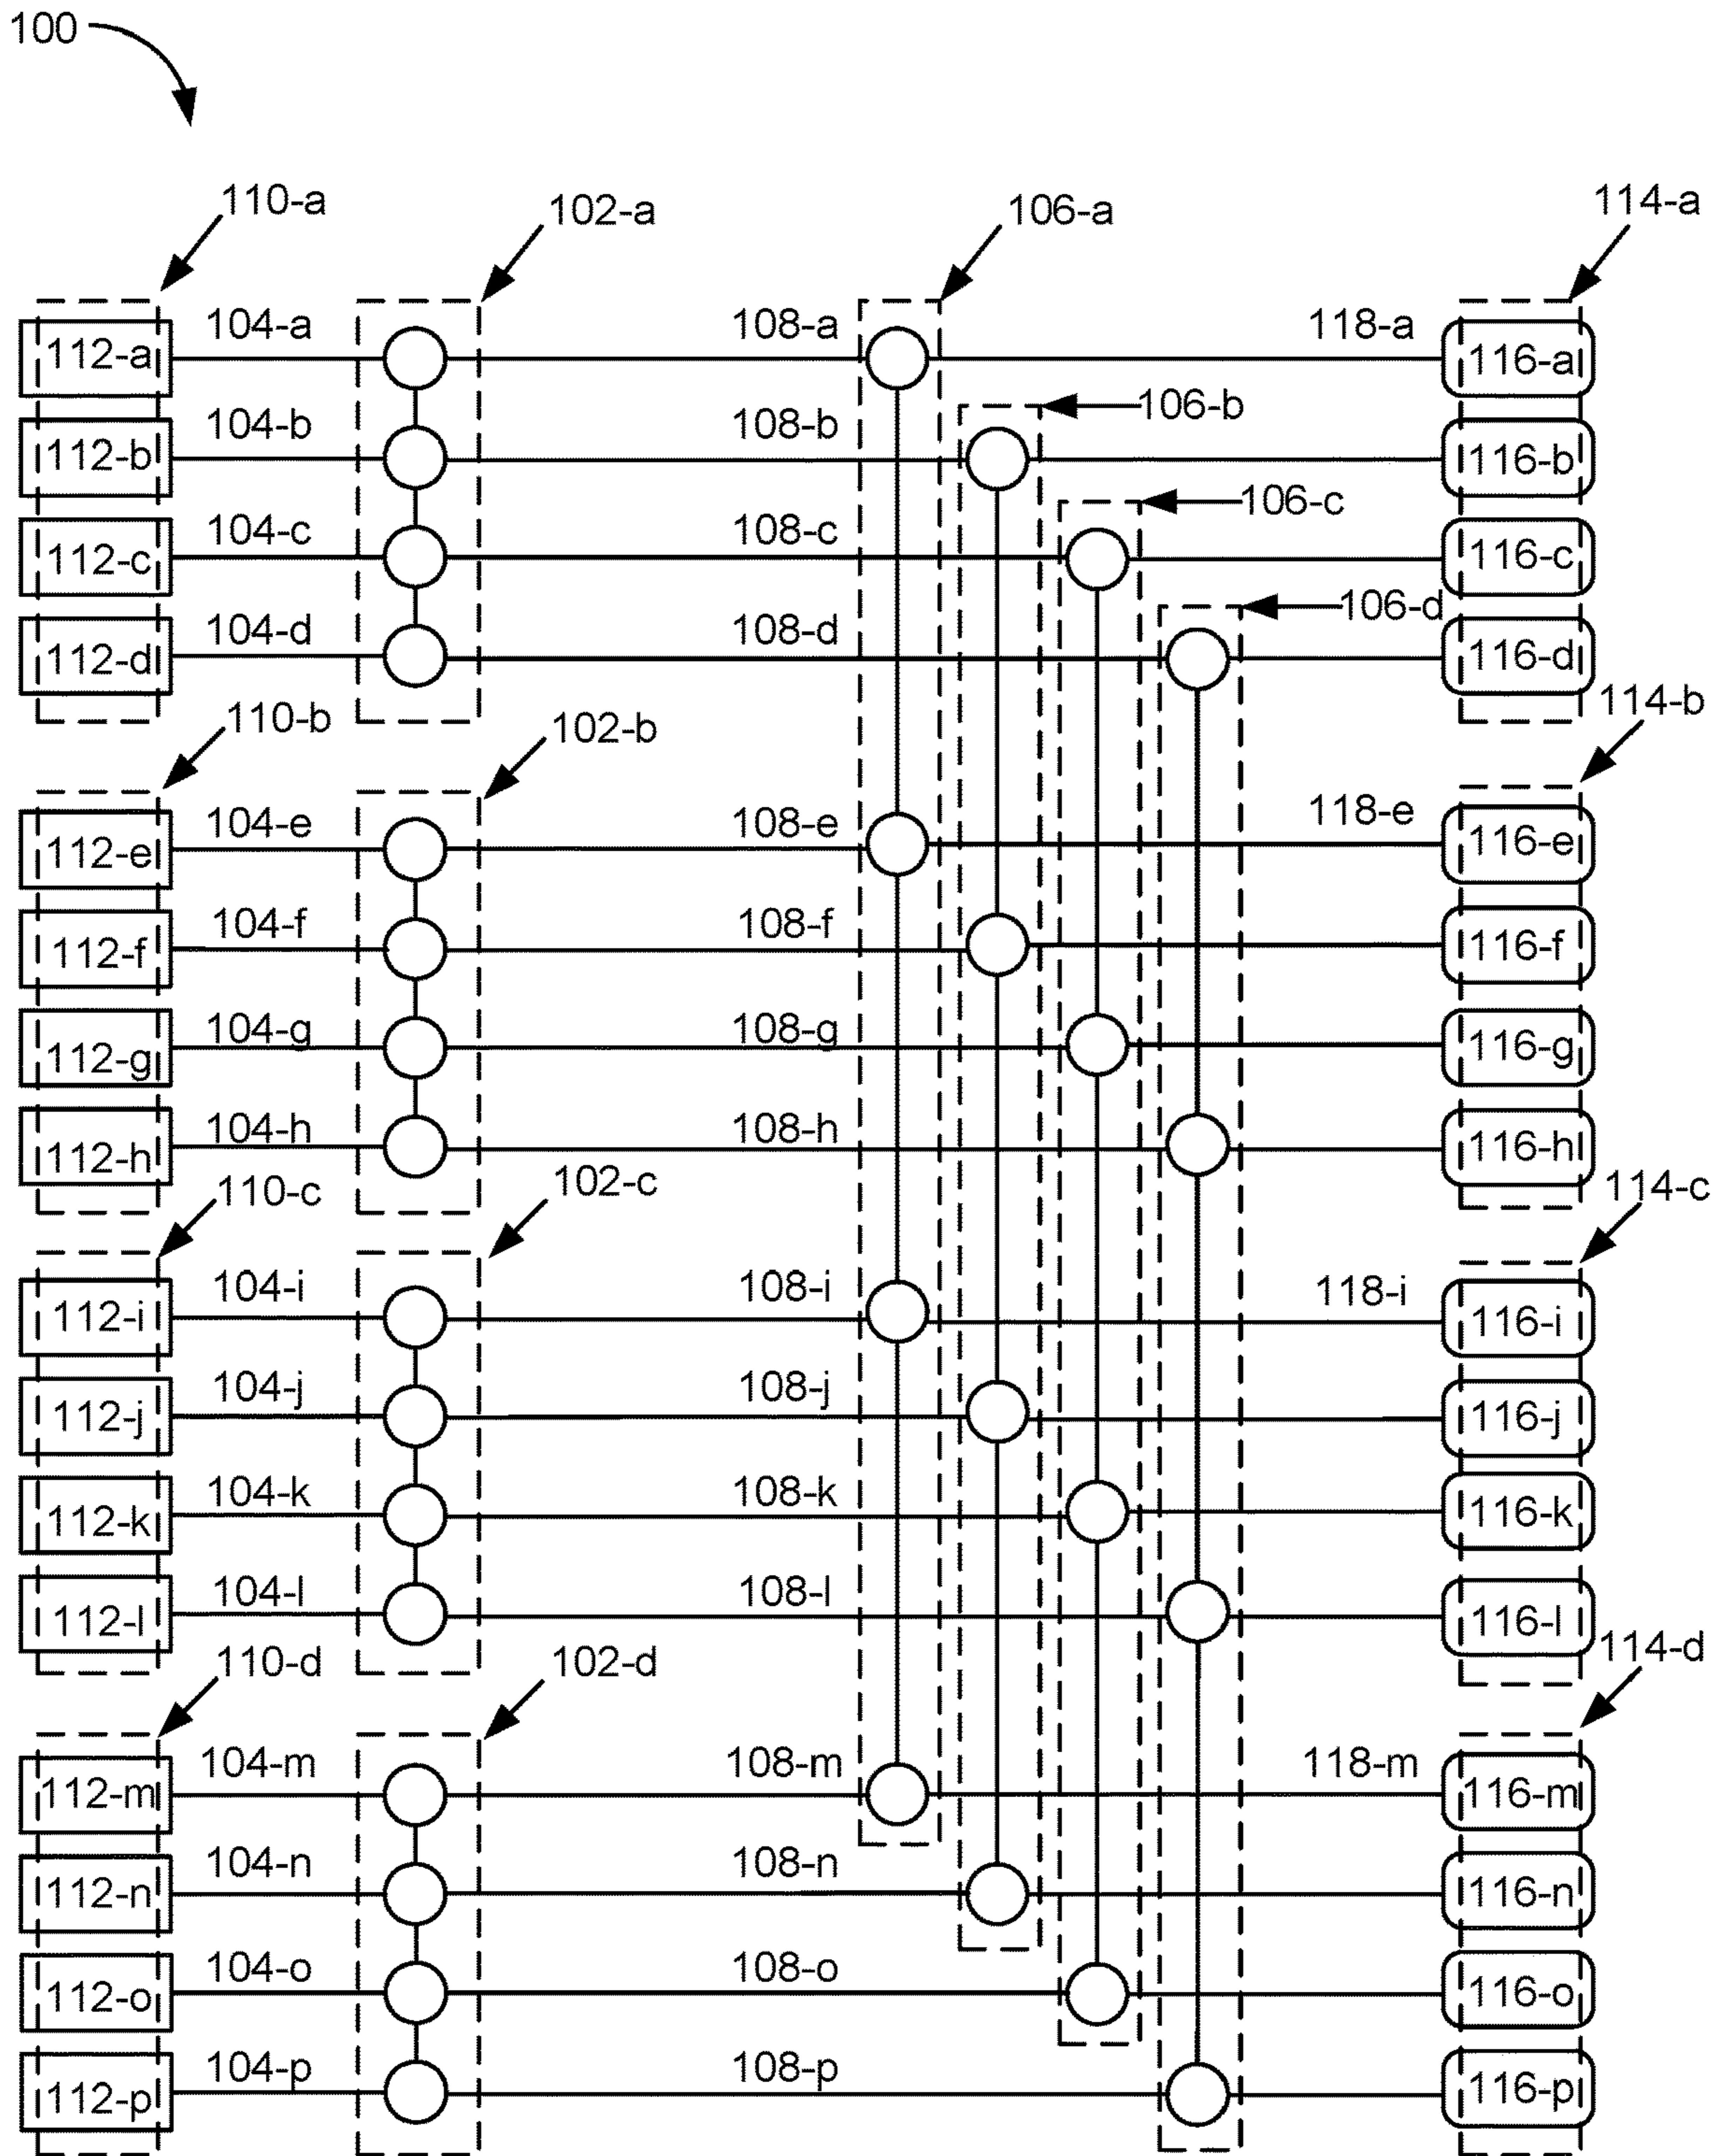 100
110-a 102-a 106-a 114-a
112-a 104-a 108-a 118-a 116-a
106-b
112-b 104-b 108-b 116-b
106-c
112-c 104-c 108-c 116-c
106-d
112-d 104-d 108-d 116-d
110-b 102-b 114-b
112-e 104-e 108-e 118-e 116-e
112-f 104-f 108-f 116-f
112-g 104-g 108-g 116-g
112-h 104-h 108-h 116-h
110-c 102-c 114-c
112-i 104-i 108-i 118-i 116-i
112-j 104-j 108-j 116-j
112-k 104-k 108-k 116-k
112-l 104-l 108-l 116-l
110-d 102-d 114-d
112-m 104-m 108-m 118-m 116-m
112-n 104-n 108-n 116-n
112-o 104-o 108-o 116-o
112-p 104-p 108-p 116-p